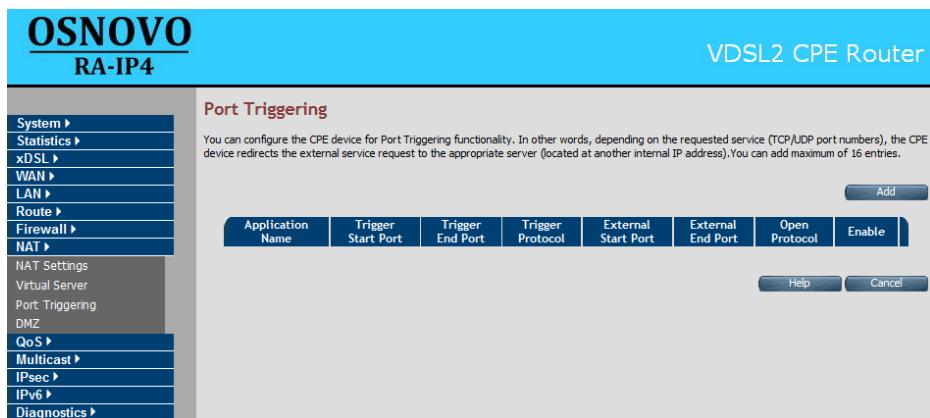 OSNOVO
RA-IP4
VDSL2 CPE Router
System
Statistics
xDSL
WAN
LAN
Route
Firewall
NAT
NAT Settings
Virtual Server
Port Triggering
DMZ
QoS
Multicast
IPsec
IPv6
Diagnostics
Port Triggering
You can configure the CPE device for Port Triggering functionality. In other words, depending on the requested service (TCP/UDP port numbers), the CPE
device redirects the external service request to the appropriate server (located at another internal IP address).You can add maximum of 16 entries.
Add
Application Name Trigger Start Port Trigger End Port Trigger Protocol External Start Port External End Port Open Protocol Enable
Help Cancel